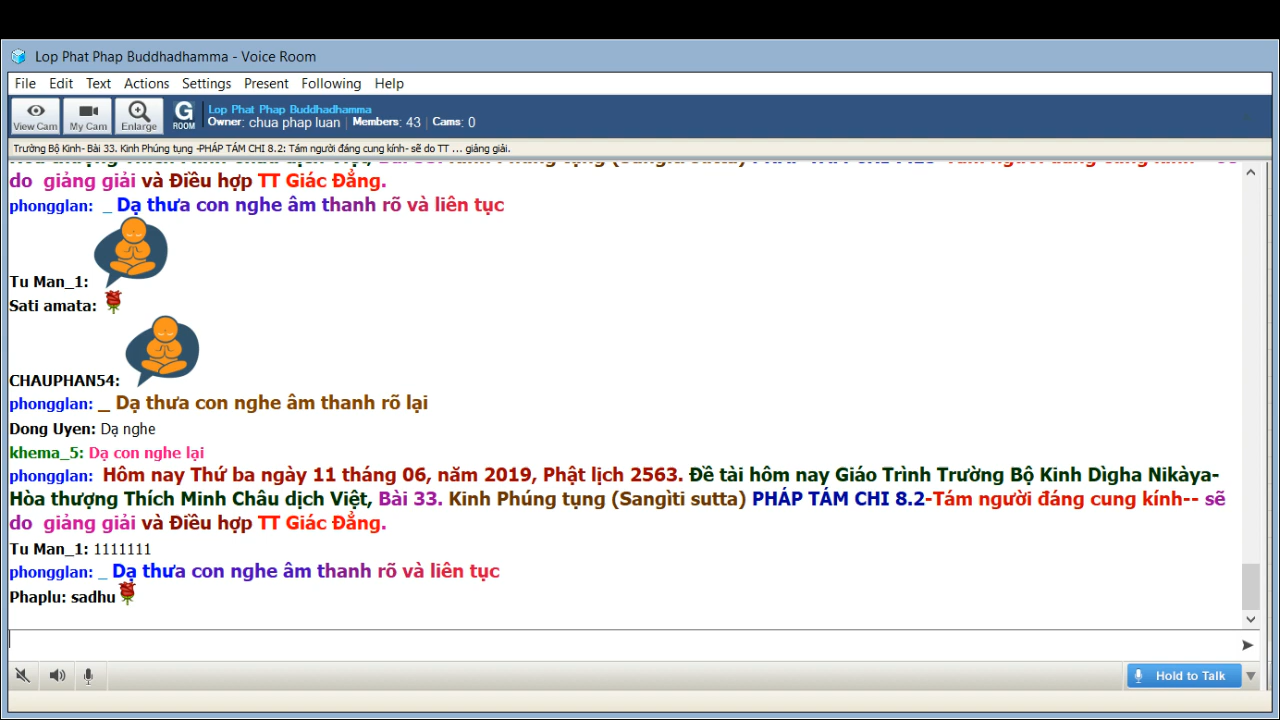 Lop Phat Phap Buddhadhamma - Voice Room
File Edit Text Actions Settings Present Following Help
View Cam My Cam Enlarge G ROOM
Lop Phat Phap Buddhadhamma
Owner: chua phap luan | Members: 43 | Cams: 0
Trường Bộ Kinh- Bài 33. Kinh Phúng tụng -PHÁP TÁM CHI 8.2: Tám người đáng cung kính- sẽ do TT ... giảng giải.
do giảng giải và Điều hợp TT Giác Đẳng.
phongglan: _ Dạ thưa con nghe âm thanh rõ và liên tục
Tu Man_1:
Sati amata:
CHAUPHAN54:
phongglan: _ Dạ thưa con nghe âm thanh rõ lại
Dong Uyen: Dạ nghe
khema_5: Dạ con nghe lại
phongglan: Hôm nay Thứ ba ngày 11 tháng 06, năm 2019, Phật lịch 2563. Đề tài hôm nay Giáo Trình Trường Bộ Kinh Dìgha Nikàya-
Hòa thượng Thích Minh Châu dịch Việt, Bài 33. Kinh Phúng tụng (Sangìti sutta) PHÁP TÁM CHI 8.2-Tám người đáng cung kính-- sẽ
do giảng giải và Điều hợp TT Giác Đẳng.
Tu Man_1: 1111111
phongglan: _ Dạ thưa con nghe âm thanh rõ và liên tục
Phaplu: sadhu
Hold to Talk